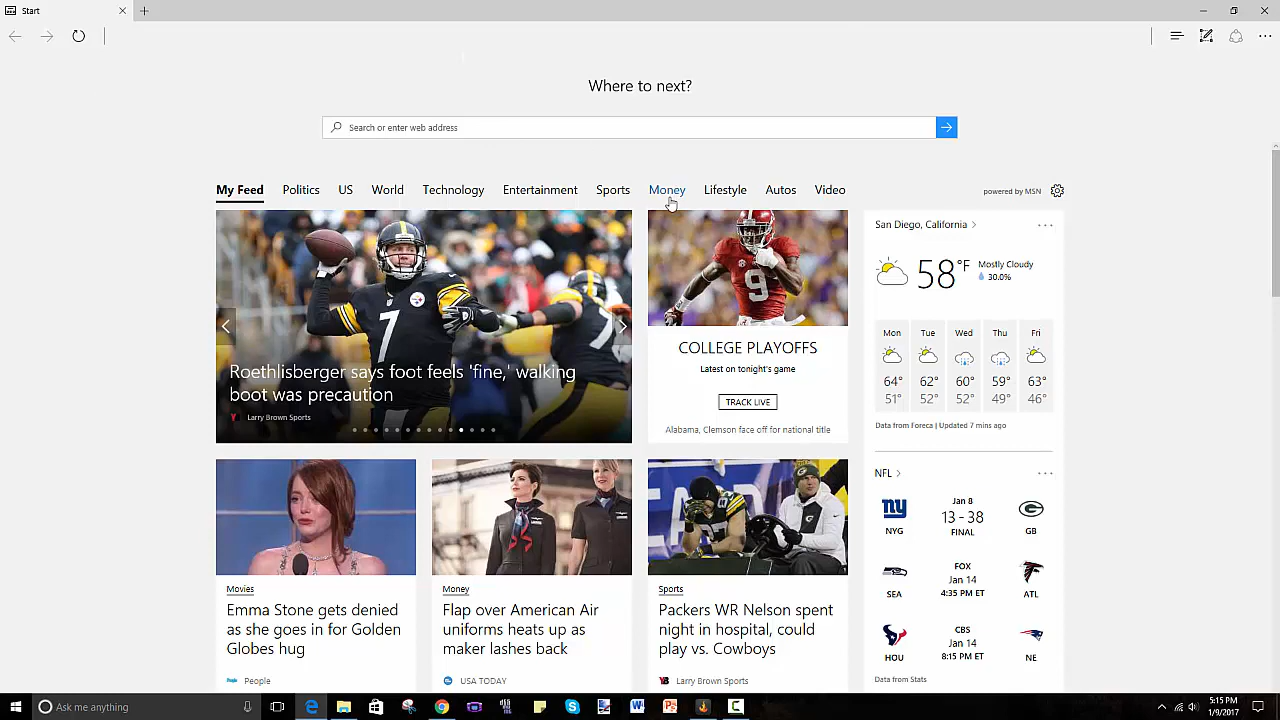 Start
Where to next?
Search or enter web address
My Feed Politics US World Technology Entertainment Sports Money Lifestyle Autos Video
powered by MSN
7
Roethlisberger says foot feels 'fine,' walking
boot was precaution
Larry Brown Sports
9
COLLEGE PLAYOFFS
Latest on tonight's game
TRACK LIVE
Alabama, Clemson face off for national title
San Diego, California
58°F
Mostly Cloudy
30.0%
Mon Tue Wed Thu Fri
64° 62° 60° 59° 63°
51° 52° 52° 49° 46°
Data from Foreca | Updated 7 mins ago
NFL
NYG
Jan 8
13 - 38
FINAL
GB
SEA
FOX
Jan 14
4:35 PM ET
ATL
HOU
CBS
Jan 14
8:15 PM ET
NE
Data from Stats
Movies
Emma Stone gets denied
as she goes in for Golden
Globes hug
People
Money
Flap over American Air
uniforms heats up as
maker lashes back
USA TODAY
Sports
Packers WR Nelson spent
night in hospital, could
play vs. Cowboys
Larry Brown Sports
Ask me anything
5:15 PM
1/9/2017